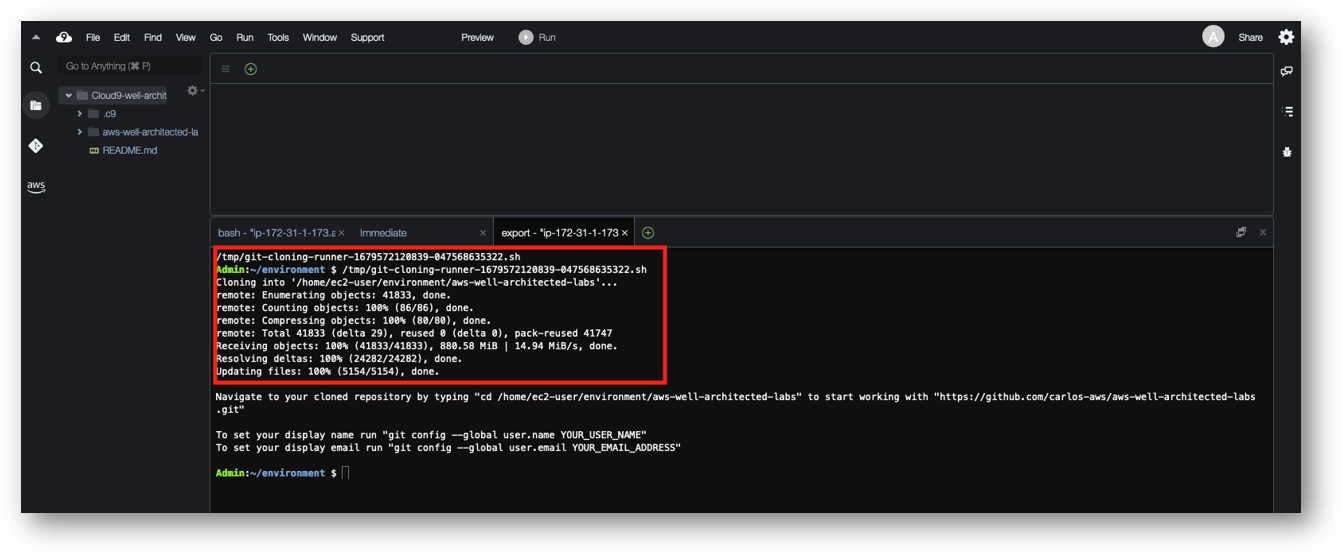 File Edit Find View Go Run Tools Window Support Preview Run A Share
Go to Anything (⌘ P)
Cloud9-well-archit
.c9
aws-well-architected-la
README.md
aws
bash - "ip-172-31-1-173.a × Immediate × export - "ip-172-31-1-173 ×
/tmp/git-cloning-runner-1679572120839-047568635322.sh
Admin:~/environment $ /tmp/git-cloning-runner-1679572120839-047568635322.sh
Cloning into '/home/ec2-user/environment/aws-well-architected-labs'...
remote: Enumerating objects: 41833, done.
remote: Counting objects: 100% (86/86), done.
remote: Compressing objects: 100% (80/80), done.
remote: Total 41833 (delta 29), reused 0 (delta 0), pack-reused 41747
Receiving objects: 100% (41833/41833), 880.58 MiB | 14.94 MiB/s, done.
Resolving deltas: 100% (24282/24282), done.
Updating files: 100% (5154/5154), done.
Navigate to your cloned repository by typing "cd /home/ec2-user/environment/aws-well-architected-labs" to start working with "https://github.com/carlos-aws/aws-well-architected-labs
.git"
To set your display name run "git config --global user.name YOUR_USER_NAME"
To set your display email run "git config --global user.email YOUR_EMAIL_ADDRESS"
Admin:~/environment $